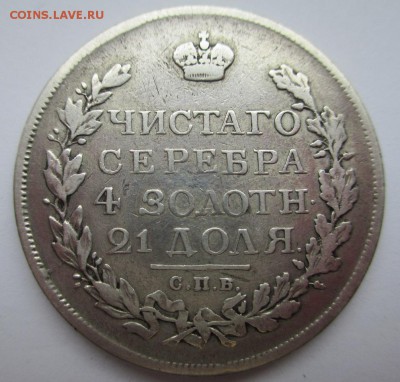 COINS.LAVE.RU
ЧИСТАГО
СЕРЕБРА
4 ЗОЛОТН.
21 ДОЛЯ.
С.П.Б.